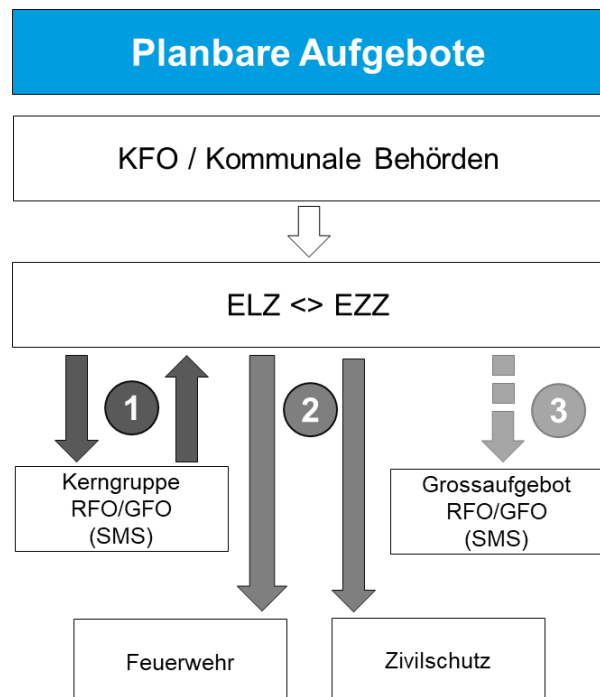 Planbare Aufgebote
KFO / Kommunale Behörden
ELZ <> EZZ
1
2
3
Kerngruppe
RFO/GFO
(SMS)
Grossaufgebot
RFO/GFO
(SMS)
Feuerwehr
Zivilschutz